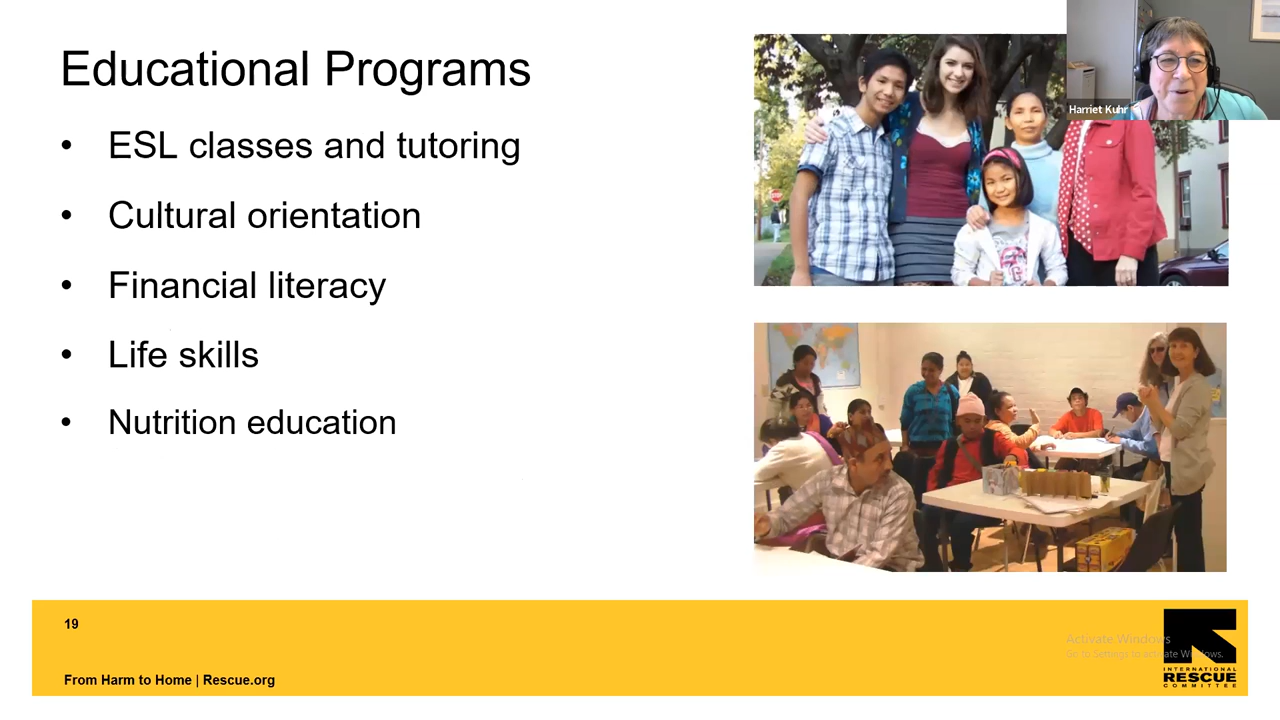 Educational Programs
• ESL classes and tutoring
• Cultural orientation
• Financial literacy
• Life skills
• Nutrition education
Harriet Kuhr
STOP
G
19
From Harm to Home | Rescue.org
Activate Windows
Go to Settings to activate Windows.
INTERNATIONAL
RESCUE
COMMITTEE